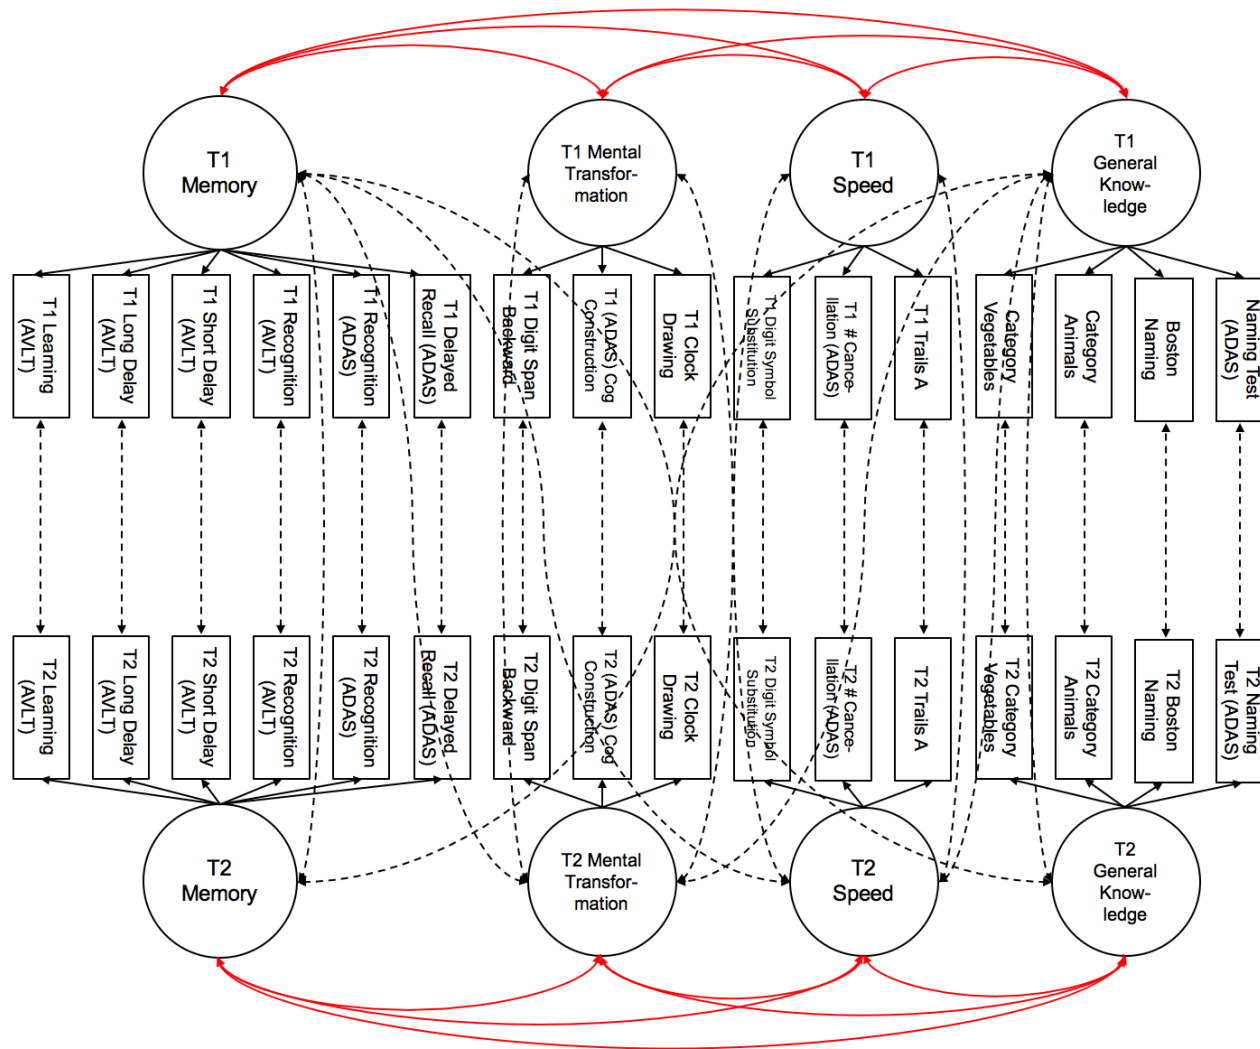 T1
Memory
T1 Mental
Transfor-
mation
T1
Speed
T1
General
Know-
ledge
T1 Learning
(AVLT)
T1 Long Delay
(AVLT)
T1 Short Delay
(AVLT)
T1 Recognition
(AVLT)
T1 Recognition
(ADAS)
T1 Delayed
Recall (ADAS)
T1 Digit Span
Backward
T1 (ADAS) Cog
Construction
T1 Clock
Drawing
T1 Digit Symbol
Substitution
T1 # Cance-
llation (ADAS)
T1 Trails A
Category
Vegetables
Category
Animals
Boston
Naming
Naming Test
(ADAS)
T2 Learning
(AVLT)
T2 Long Delay
(AVLT)
T2 Short Delay
(AVLT)
T2 Recognition
(AVLT)
T2 Recognition
(ADAS)
T2 Delayed
Recall (ADAS)
T2 Digit Span
Backward
T2 (ADAS) Cog
Construction
T2 Clock
Drawing
T2 Digit Symbol
Substitution
T2 # Cance-
llation (ADAS)
T2 Trails A
T2 Category
Vegetables
T2 Category
Animals
T2 Boston
Naming
T2 Naming
Test (ADAS)
T2
Memory
T2 Mental
Transfor-
mation
T2
Speed
T2
General
Know-
ledge